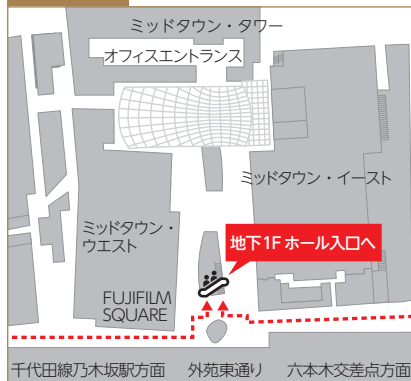 ミッドタウン・タワー
オフィスエントランス
ミッドタウン・イースト
ミッドタウン・
ウエスト
地下1Fホール入口へ
FUJIFILM
SQUARE
千代田線乃木坂駅方面 外苑東通り 六本木交差点方面